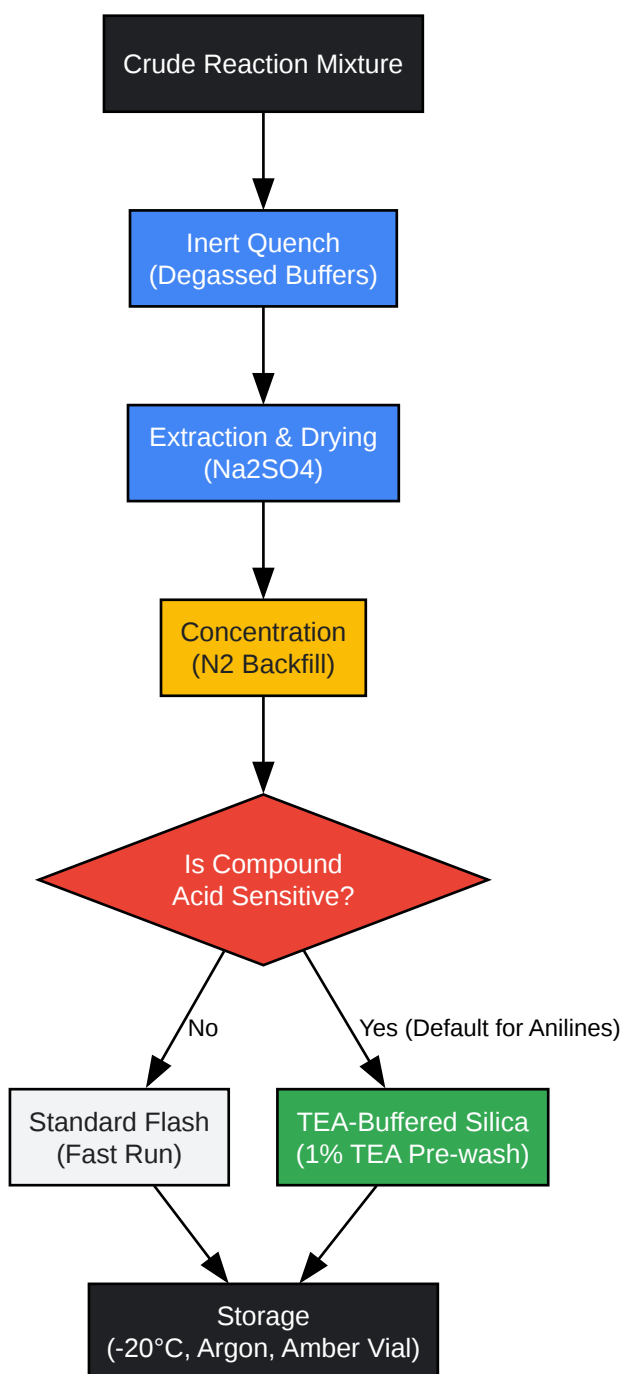 Crude Reaction Mixture
Inert Quench
(Degassed Buffers)
Extraction & Drying
(Na2SO4)
Concentration
(N2 Backfill)
Is Compound
Acid Sensitive?
No
Yes (Default for Anilines)
Standard Flash
(Fast Run)
TEA-Buffered Silica
(1% TEA Pre-wash)
Storage
(-20°C, Argon, Amber Vial)